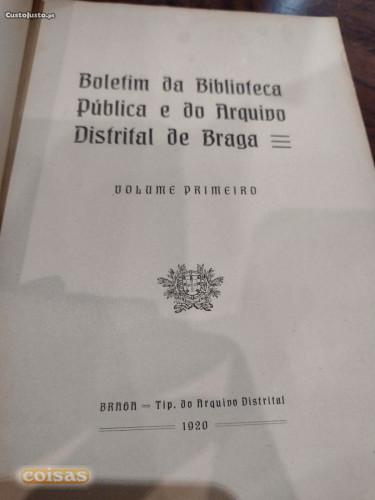 CustoJusto.pt
Boletim da Biblioteca
Pública e do Arquivo
Distrital de Braga
VOLUME PRIMEIRO
BRAGA — Tip. do Arquivo Distrital
1920
coisas